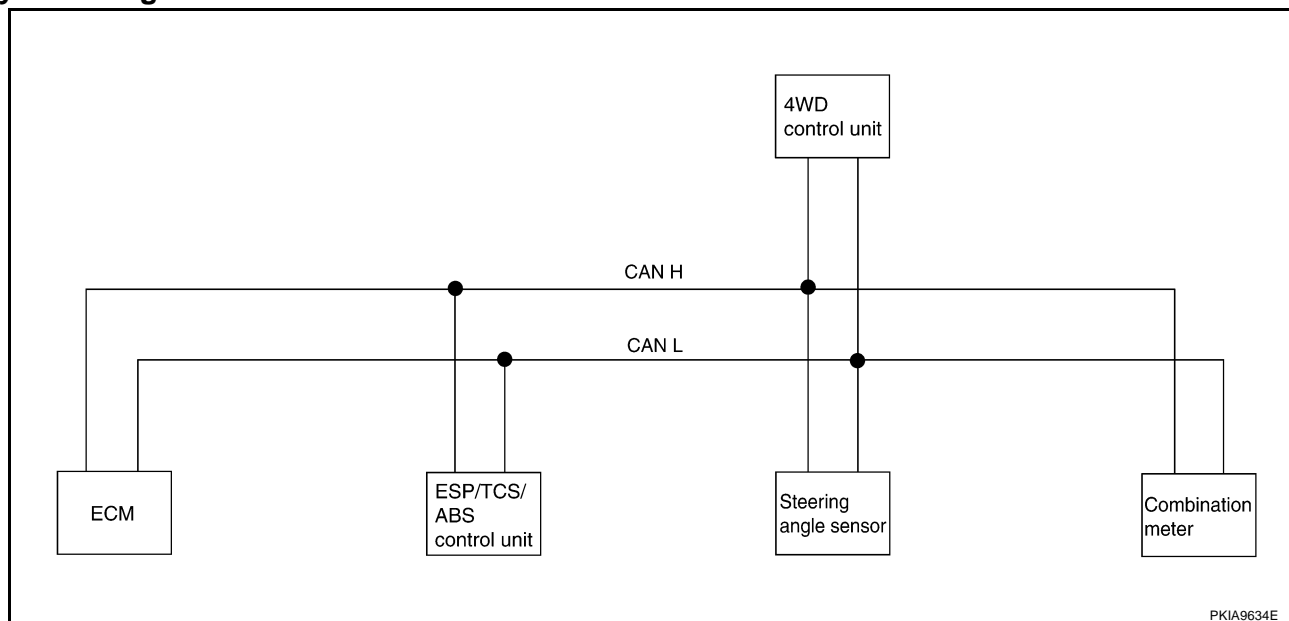 4WD
control unit
CAN H
CAN L
ECM
ESP/TCS/
ABS
control unit
Steering
angle sensor
Combination
meter
PKIA9634E